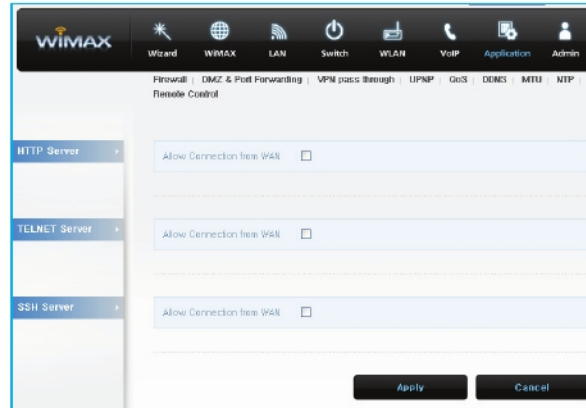 WiMAX
Wizard WiMAX LAN Switch WLAN VoIP Application Admin
Firewall | DMZ & Port Forwarding | VPN pass through | UPNP | QoS | DDNS | MTU | NTP |
Remote Control
HTTP Server
Allow Connection from WAN
TELNET Server
Allow Connection from WAN
SSH Server
Allow Connection from WAN
Apply Cancel